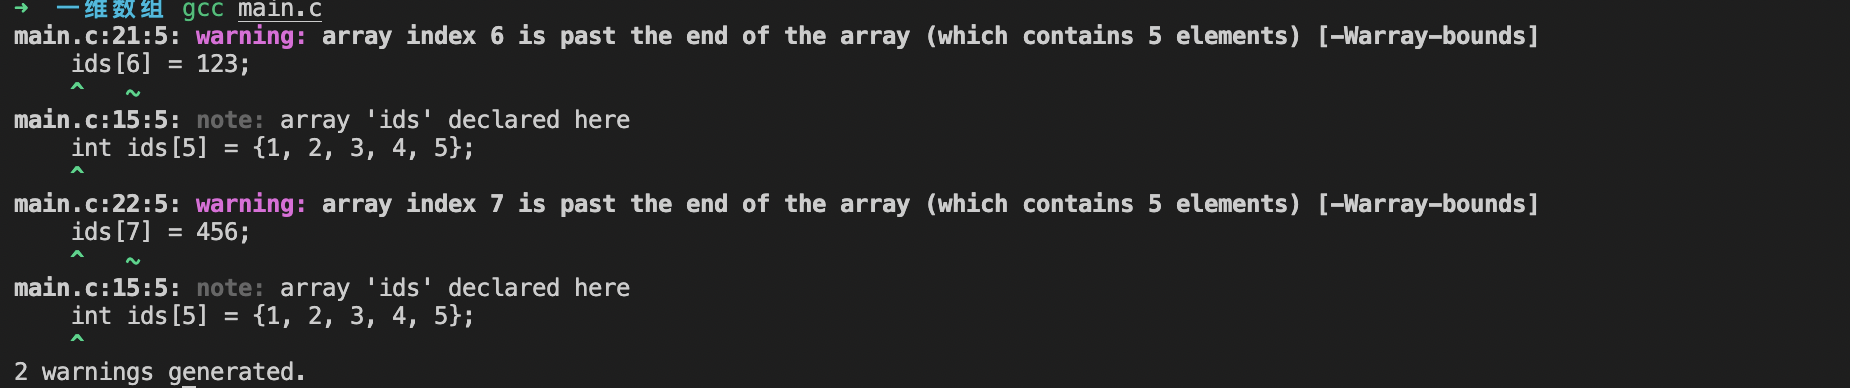 → 一维数组 gcc main.c
main.c:21:5: warning: array index 6 is past the end of the array (which contains 5 elements) [-Warray-bounds]
    ids[6] = 123;
    ^   ~
main.c:15:5: note: array 'ids' declared here
    int ids[5] = {1, 2, 3, 4, 5};
    ^
main.c:22:5: warning: array index 7 is past the end of the array (which contains 5 elements) [-Warray-bounds]
    ids[7] = 456;
    ^   ~
main.c:15:5: note: array 'ids' declared here
    int ids[5] = {1, 2, 3, 4, 5};
    ^
2 warnings generated.